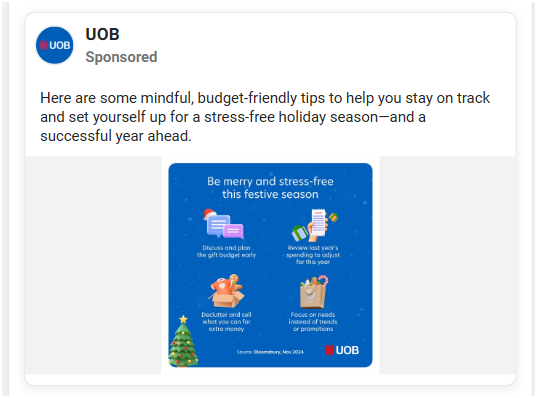 UOB
UOB
Sponsored
Here are some mindful, budget-friendly tips to help you stay on track
and set yourself up for a stress-free holiday season—and a
successful year ahead.
Be merry and stress-free
this festive season
Discuss and plan
the gift budget early
Review last year's
spending to adjust
for this year
Declutter and sell
what you can for
extra money
Focus on needs
instead of trends
or promotions
Source: Bloomsbury, Nov 2024
UOB